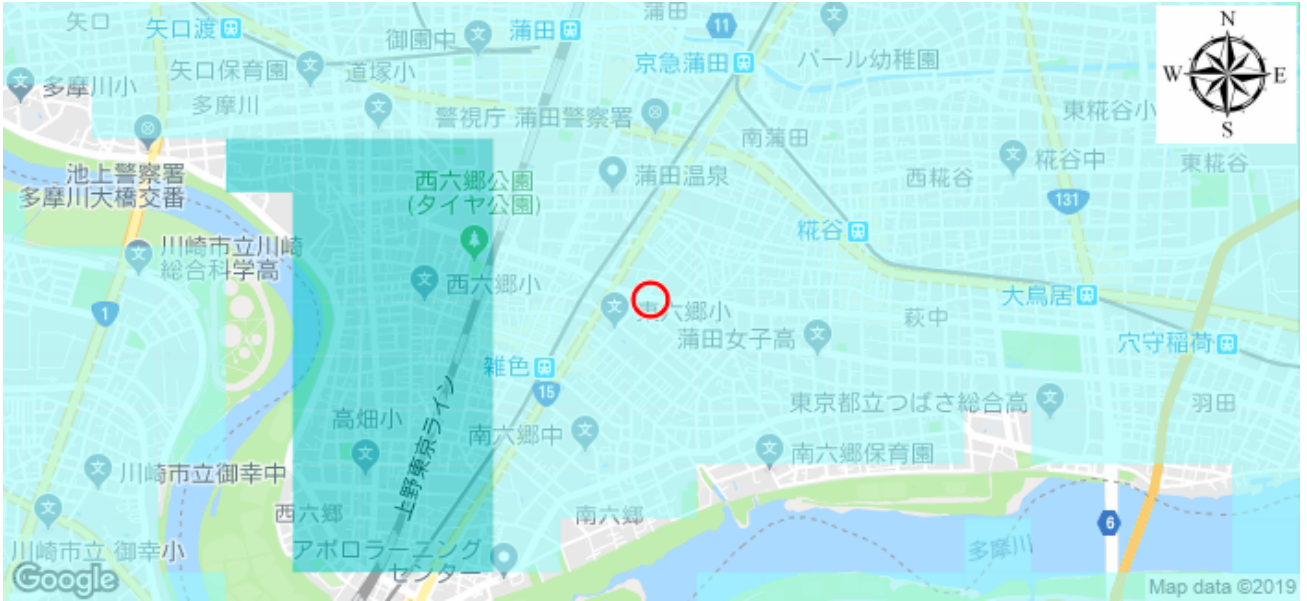 矢口
矢口渡
御園中
蒲田
蒲田
11
パール幼稚園
N
W
E
S
多摩川小
矢口保育園
道塚小
京急蒲田
多摩川
警視庁 蒲田警察署
南蒲田
東糀谷小
糀谷中
東糀谷
池上警察署
多摩川大橋交番
西六郷公園
(タイヤ公園)
蒲田温泉
西糀谷
131
川崎市立川崎
総合科学高
糀谷
西六郷小
東六郷小
大鳥居
1
萩中
蒲田女子高
穴守稲荷
雑色
15
高畑小
上野東京ライン
南六郷中
東京都立つばさ総合高
羽田
南六郷保育園
川崎市立御幸中
西六郷
南六郷
6
川崎市立 御幸小
アポロラーニング
センター
多摩川
Google
Map data ©2019